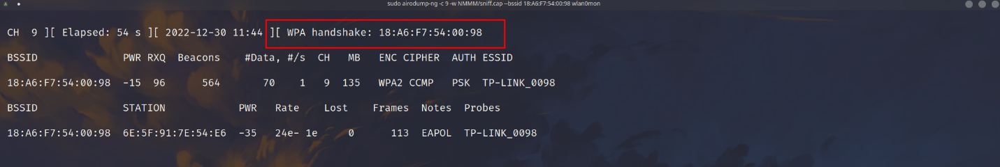 sudo airodump-ng -c 9 -w NMMM/sniff.cap --bssid 18:A6:F7:54:00:98 wlan0mon
CH 9 ][ Elapsed: 54 s ][ 2022-12-30 11:44 ][ WPA handshake: 18:A6:F7:54:00:98
BSSID PWR RXQ Beacons #Data, #/s CH MB ENC CIPHER AUTH ESSID
18:A6:F7:54:00:98 -15 96 564 70 1 9 135 WPA2 CCMP PSK TP-LINK_0098
BSSID STATION PWR Rate Lost Frames Notes Probes
18:A6:F7:54:00:98 6E:5F:91:7E:54:E6 -35 24e- 1e 0 113 EAPOL TP-LINK_0098